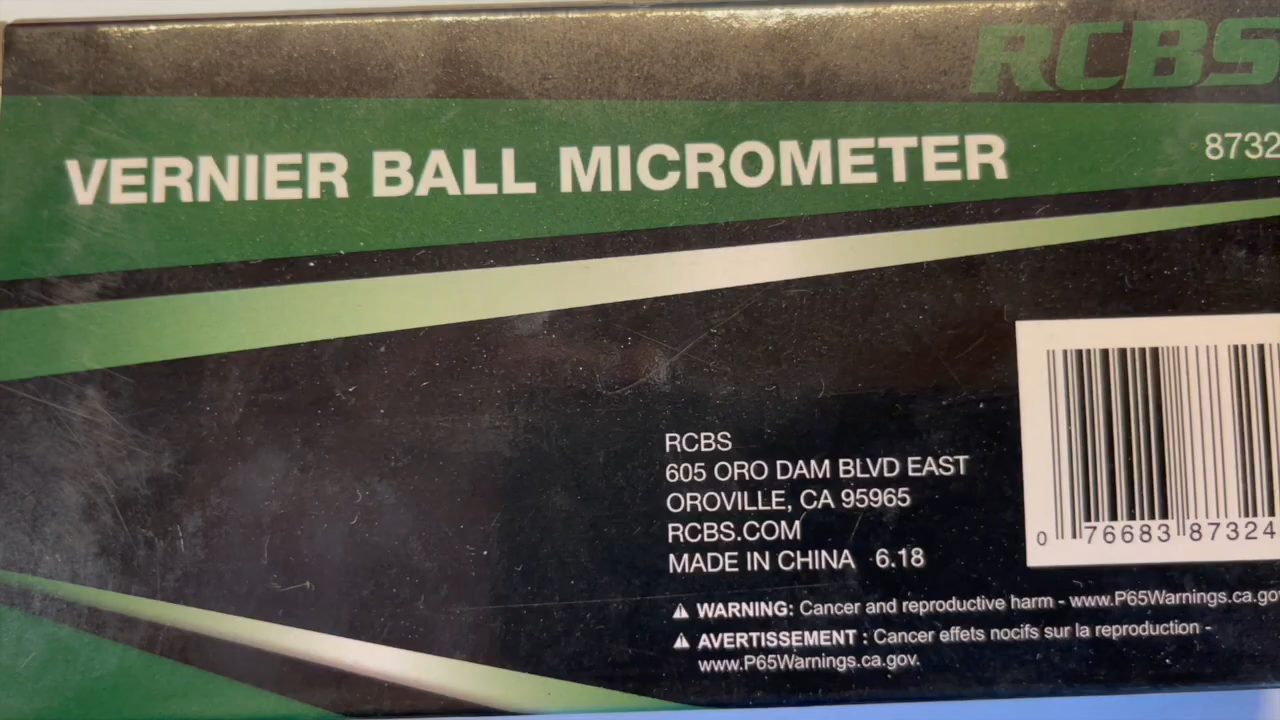 RCBS
VERNIER BALL MICROMETER
8732
RCBS
605 ORO DAM BLVD EAST
OROVILLE, CA 95965
RCBS.COM
MADE IN CHINA 6.18
0 76683 87324
WARNING: Cancer and reproductive harm - www.P65Warnings.ca.gov
AVERTISSEMENT : Cancer effets nocifs sur la reproduction -
www.P65Warnings.ca.gov.